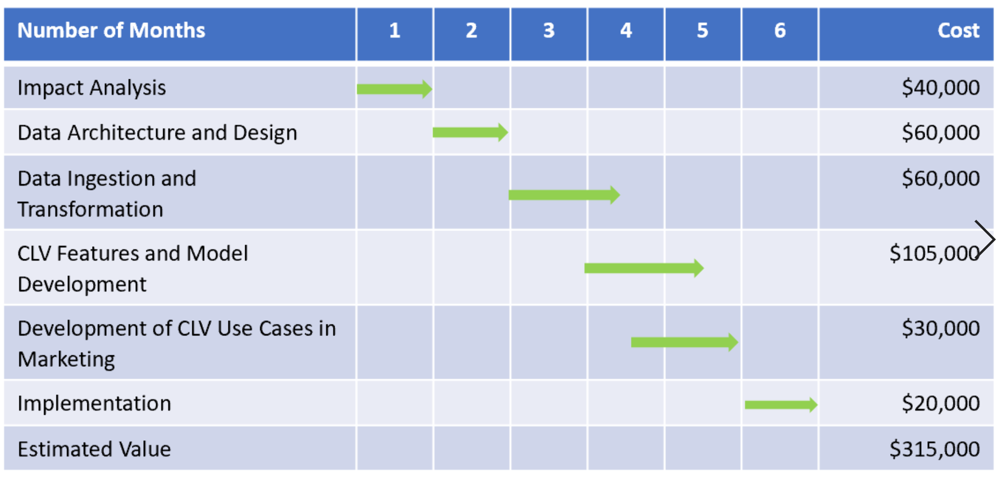 Number of Months 1 2 3 4 5 6 Cost
Impact Analysis $40,000
Data Architecture and Design $60,000
Data Ingestion and $60,000
Transformation
CLV Features and Model $105,000
Development
Development of CLV Use Cases in $30,000
Marketing
Implementation $20,000
Estimated Value $315,000